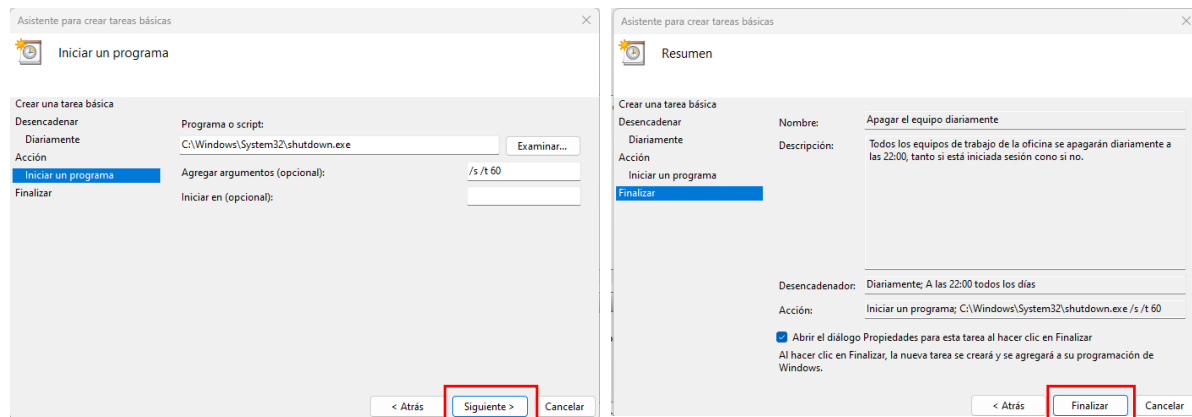 Asistente para crear tareas básicas
Iniciar un programa
Crear una tarea básica
Desencadenar
Diariamente
Acción
Iniciar un programa
Finalizar
Programa o script:
C:\Windows\System32\shutdown.exe
Examinar...
Agregar argumentos (opcional):
/s /t 60
Iniciar en (opcional):
< Atrás
Siguiente >
Cancelar
Asistente para crear tareas básicas
Resumen
Crear una tarea básica
Desencadenar
Diariamente
Acción
Iniciar un programa
Finalizar
Nombre:
Apagar el equipo diariamente
Descripción:
Todos los equipos de trabajo de la oficina se apagarán diariamente a
las 22:00, tanto si está iniciada sesión cono si no.
Desencadenador:
Diariamente; A las 22:00 todos los días
Acción:
Iniciar un programa; C:\Windows\System32\shutdown.exe /s /t 60
Abrir el diálogo Propiedades para esta tarea al hacer clic en Finalizar
Al hacer clic en Finalizar, la nueva tarea se creará y se agregará a su programación de
Windows.
< Atrás
Finalizar
Cancelar